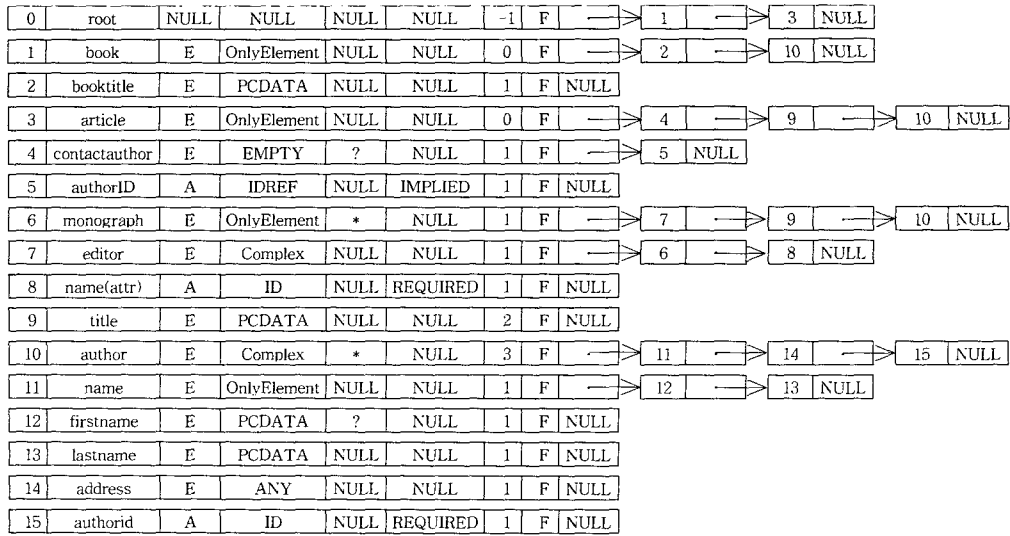 0 root NULL NULL NULL NULL -1 F 1 3 NULL
1 book E OnlyElement NULL NULL 0 F 2 10 NULL
2 booktitle E PCDATA NULL NULL 1 F NULL
3 article E OnlyElement NULL NULL 0 F 4 9 10 NULL
4 contactauthor E EMPTY ? NULL 1 F 5 NULL
5 authorID A IDREF NULL IMPLIED 1 F NULL
6 monograph E OnlyElement * NULL 1 F 7 9 10 NULL
7 editor E Complex NULL NULL 1 F 6 8 NULL
8 name(attr) A ID NULL REQUIRED 1 F NULL
9 title E PCDATA NULL NULL 2 F NULL
10 author E Complex * NULL 3 F 11 14 15 NULL
11 name E OnlyElement NULL NULL 1 F 12 13 NULL
12 firstname E PCDATA ? NULL 1 F NULL
13 lastname E PCDATA NULL NULL 1 F NULL
14 address E ANY NULL NULL 1 F NULL
15 authorid A ID NULL REQUIRED 1 F NULL